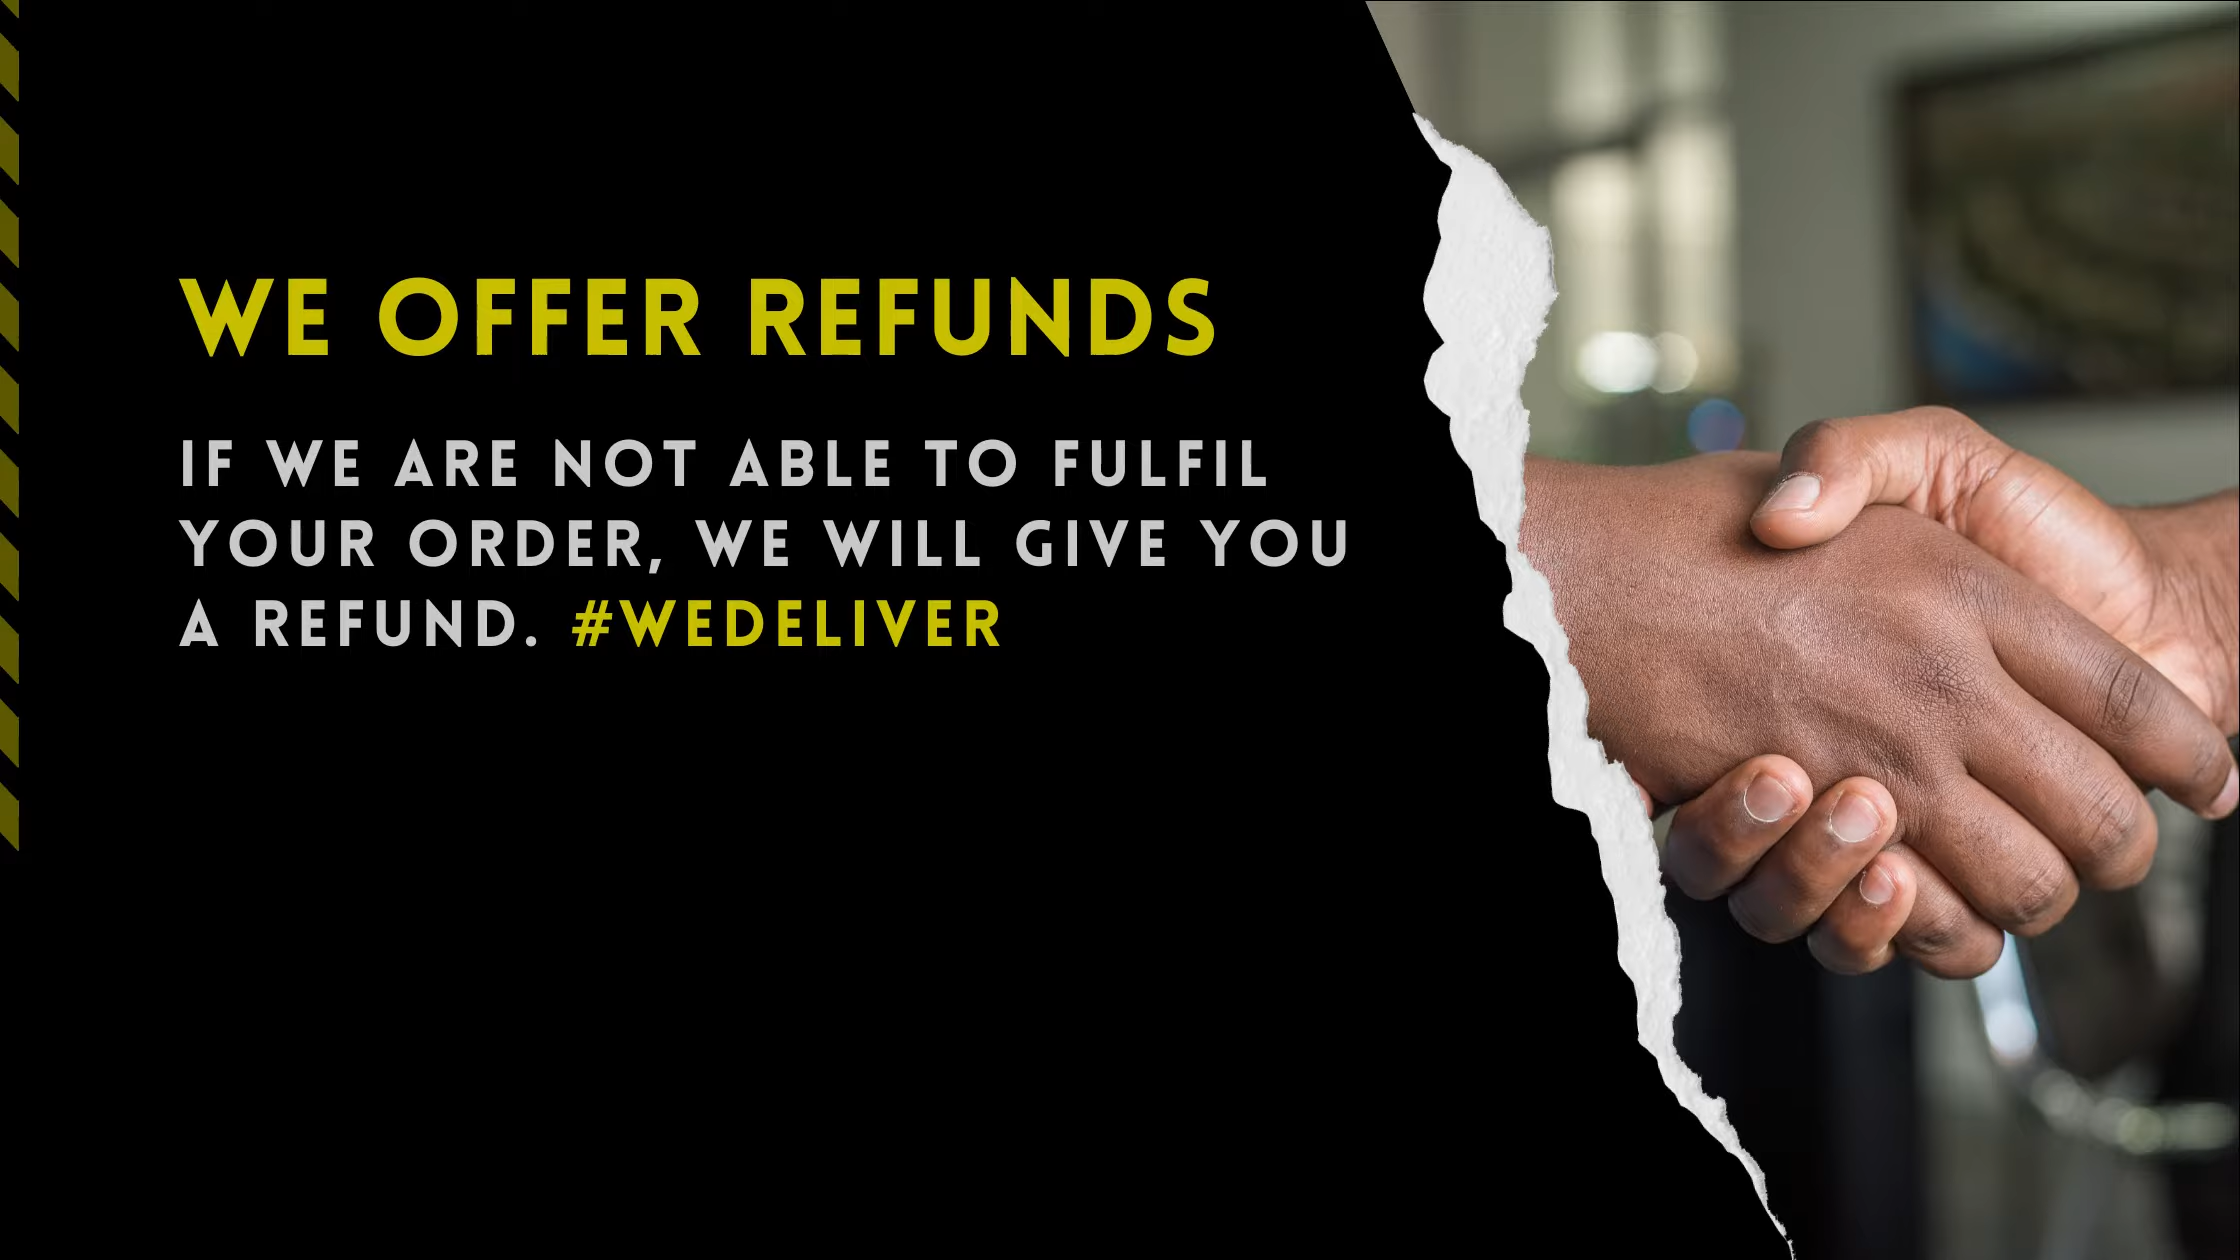 WE OFFER REFUNDS
IF WE ARE NOT ABLE TO FULFIL
YOUR ORDER, WE WILL GIVE YOU
A REFUND. #WEDELIVER